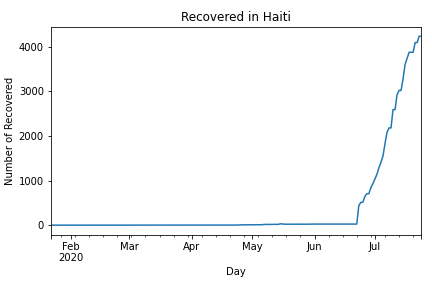 Recovered in Haiti
Number of Recovered
4000
3000
2000
1000
0
Feb
2020
Mar
Apr
May
Jun
Jul
Day